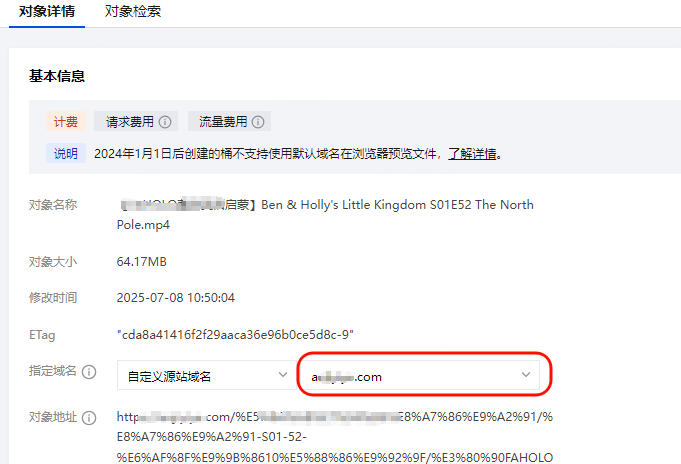 对象详情 对象检索
基本信息
计费 请求费用 流量费用
说明 2024年1月1日后创建的桶不支持使用默认域名在浏览器预览文件，了解详情。
对象名称 启蒙】Ben & Holly's Little Kingdom S01E52 The North
Pole.mp4
对象大小 64.17MB
修改时间 2025-07-08 10:50:04
ETag "cda8a41416f2f29aaca36e96b0ce5d8c-9"
指定域名 自定义源站域名 .com
对象地址 .com/%E5 E8%A7%86%E9%A2%91/%
E8%A7%86%E9%A2%91-S01-52-
%E6%AF%8F%E9%9B%8610%E5%88%86%E9%92%9F/%E3%80%90FAHOLO